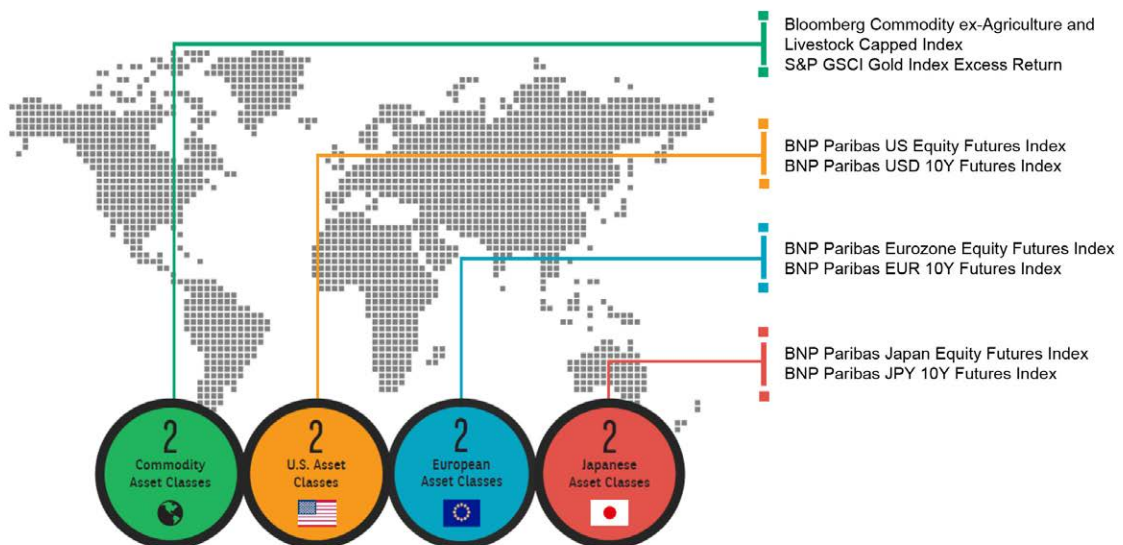 Bloomberg Commodity ex-Agriculture and
Livestock Capped Index
S&P GSCI Gold Index Excess Return
BNP Paribas US Equity Futures Index
BNP Paribas USD 10Y Futures Index
BNP Paribas Eurozone Equity Futures Index
BNP Paribas EUR 10Y Futures Index
BNP Paribas Japan Equity Futures Index
BNP Paribas JPY 10Y Futures Index
2
Commodity
Asset Classes
2
U.S. Asset
Classes
2
European
Asset Classes
2
Japanese
Asset Classes